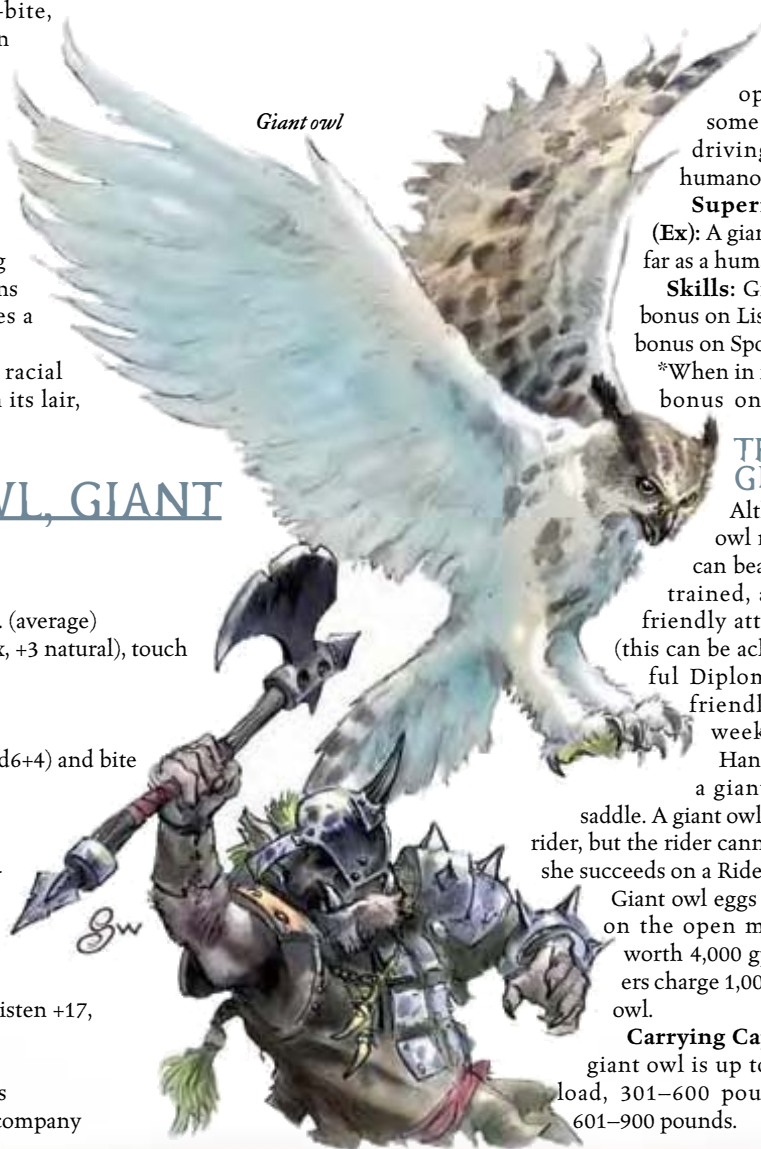 -bite,
n
g
ns
es a
racial
its lair,
WL, GIANT
. (average)
x, +3 natural), touch
d6+4) and bite
isten +17,
s
company
Giant owl
op
some
driving
humano
Superi
(Ex): A gian
far as a hum
Skills: G
bonus on Lis
bonus on Spo
*When in
bonus on
TR
GI
Alt
owl
can bea
trained, a
friendly att
(this can be ac
ful Diplom
friendl
week
Han
a giant
saddle. A giant owl
rider, but the rider cann
she succeeds on a Ride
Giant owl eggs
on the open m
worth 4,000 g
ers charge 1,00
owl.
Carrying Ca
giant owl is up to
load, 301–600 pou
601–900 pounds.